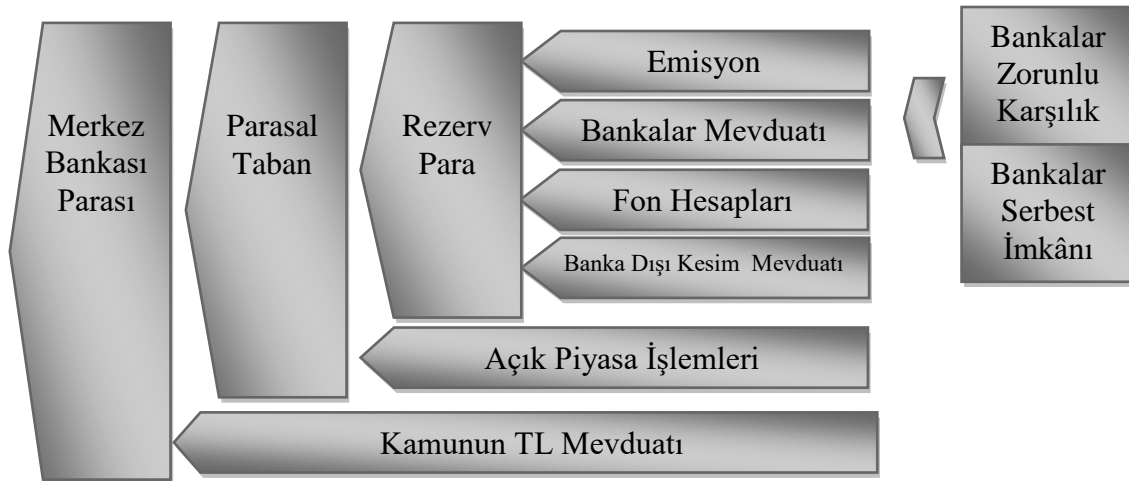 Merkez
Bankası
Parası
Parasal
Taban
Rezerv
Para
Emisyon
Bankalar Mevduatı
Fon Hesapları
Banka Dışı Kesim Mevduatı
Açık Piyasa İşlemleri
Kamunun TL Mevduatı
Bankalar
Zorunlu
Karşılık
Bankalar
Serbest
İmkânı